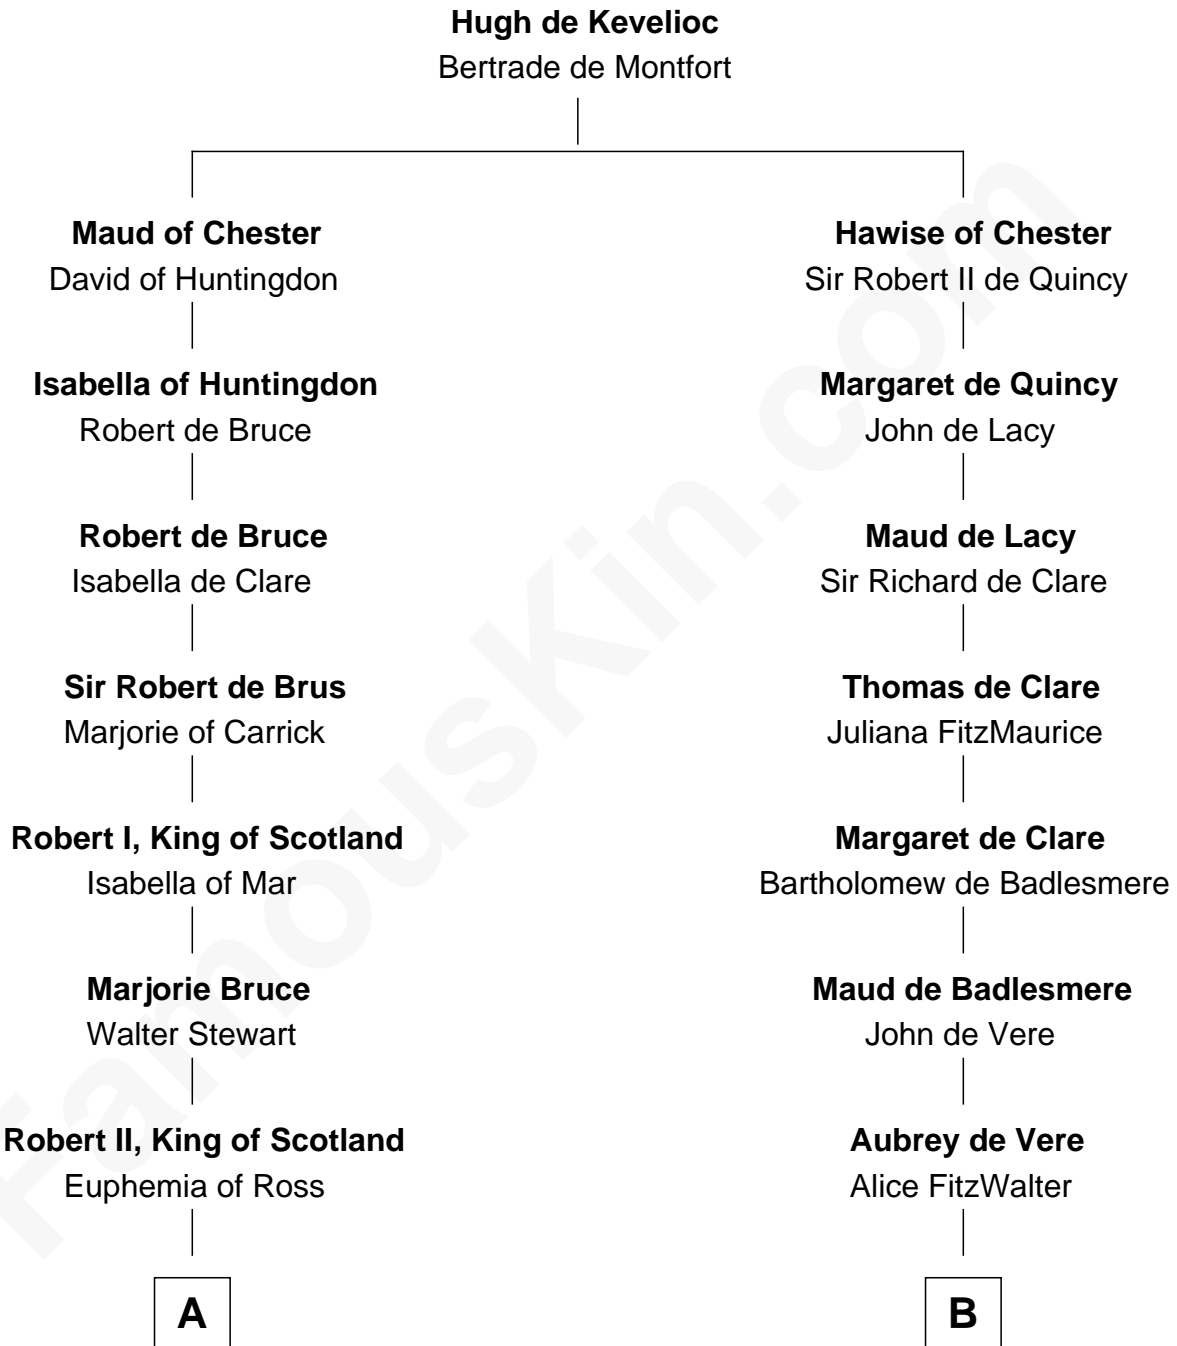 Hugh de Kevelioc
Bertrade de Montfort
Maud of Chester
David of Huntingdon
Hawise of Chester
Sir Robert II de Quincy
Isabella of Huntingdon
Robert de Bruce
Margaret de Quincy
John de Lacy
Robert de Bruce
Isabella de Clare
Maud de Lacy
Sir Richard de Clare
Sir Robert de Brus
Marjorie of Carrick
Thomas de Clare
Juliana FitzMaurice
Robert I, King of Scotland
Isabella of Mar
Margaret de Clare
Bartholomew de Badlesmere
Marjorie Bruce
Walter Stewart
Maud de Badlesmere
John de Vere
Robert II, King of Scotland
Euphemia of Ross
Aubrey de Vere
Alice FitzWalter
A
B
FamousKin.com